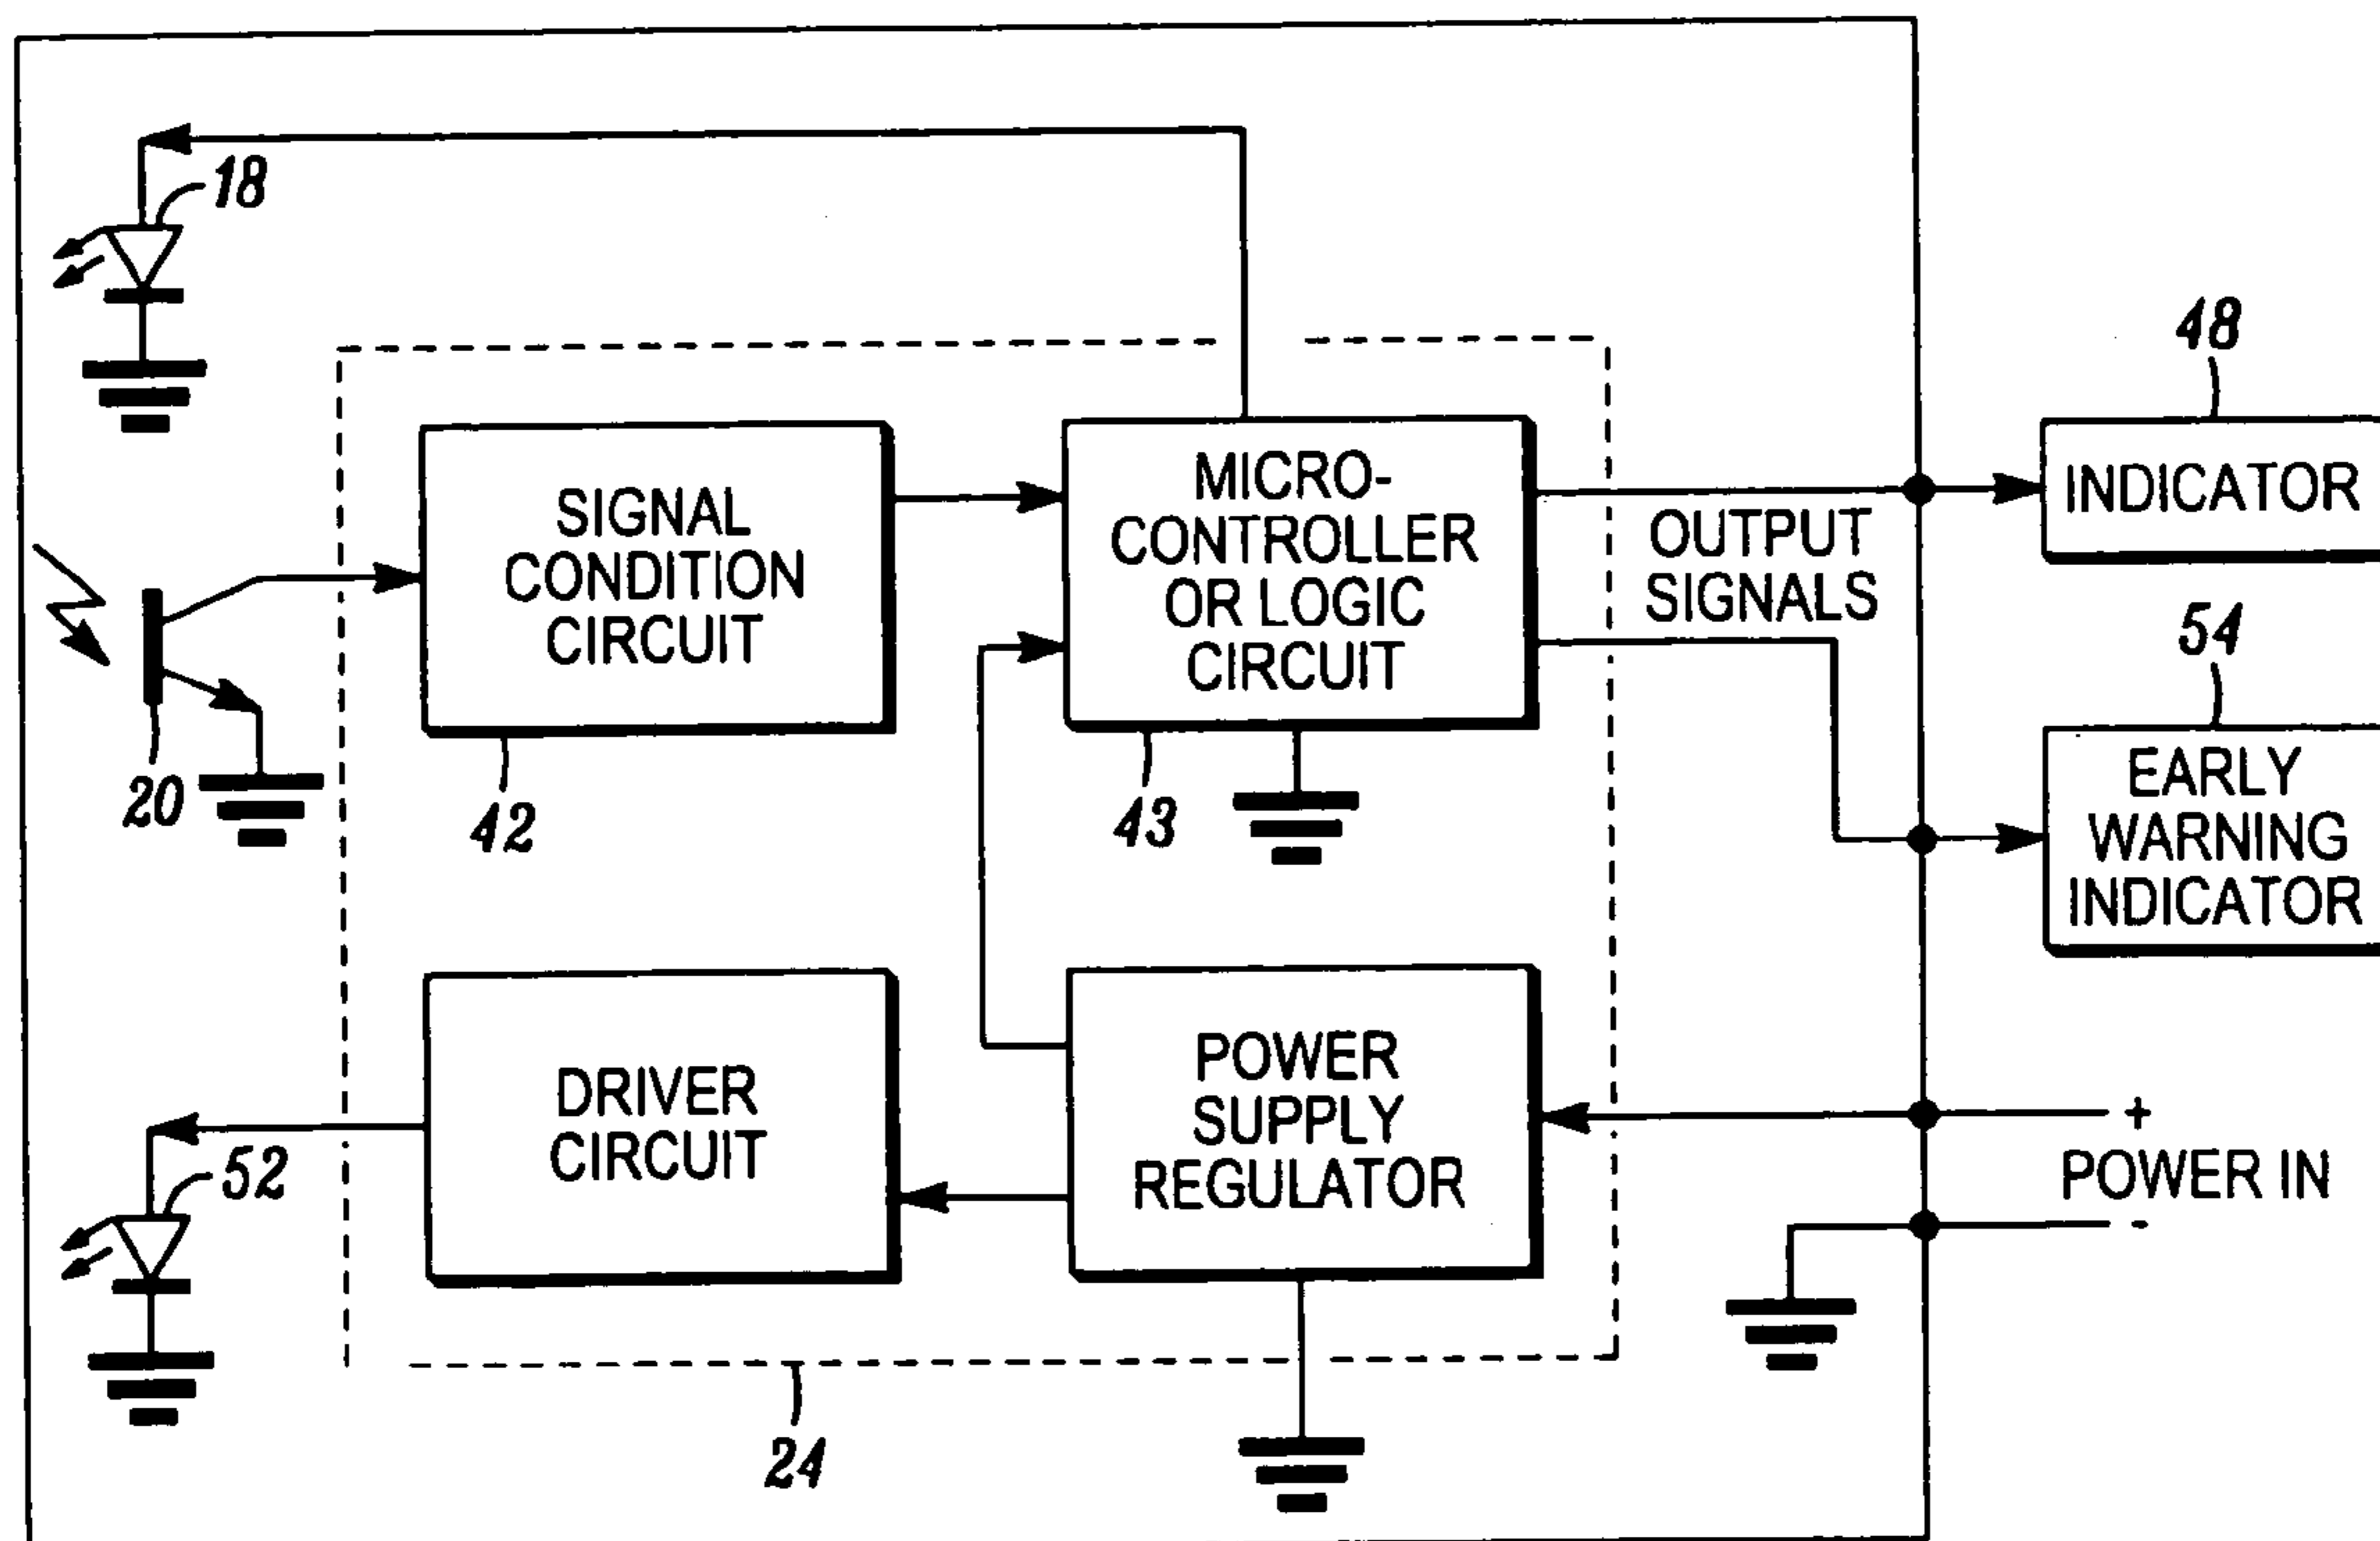 18
48
SIGNAL
CONDITION
CIRCUIT
MICRO-
CONTROLLER
OR LOGIC
CIRCUIT
OUTPUT
SIGNALS
INDICATOR
54
20
42
43
EARLY
WARNING
INDICATOR
DRIVER
CIRCUIT
52
POWER
SUPPLY
REGULATOR
+
POWER IN
-
24